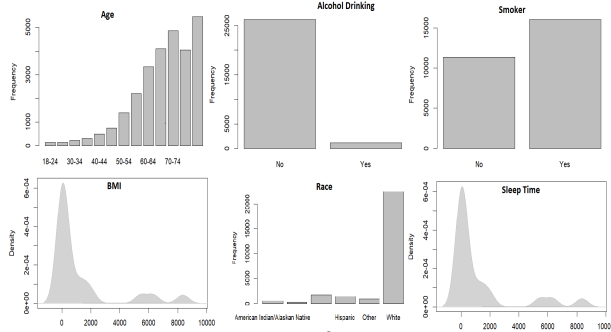 Age
Frequency
0
1000
3000
5000
18-24
30-34
40-44
50-54
60-64
70-74
Alcohol Drinking
Frequency
0
5000
15000
25000
No
Yes
Smoker
Frequency
0
5000
10000
15000
No
Yes
BMI
Density
0e+00
2e-04
4e-04
6e-04
0
2000
4000
6000
8000
10000
Race
Frequency
0
5000
10000
15000
20000
American Indian/Alaskan Native
Hispanic
Other
White
Sleep Time
Density
0e+00
2e-04
4e-04
6e-04
0
2000
4000
6000
8000
10000